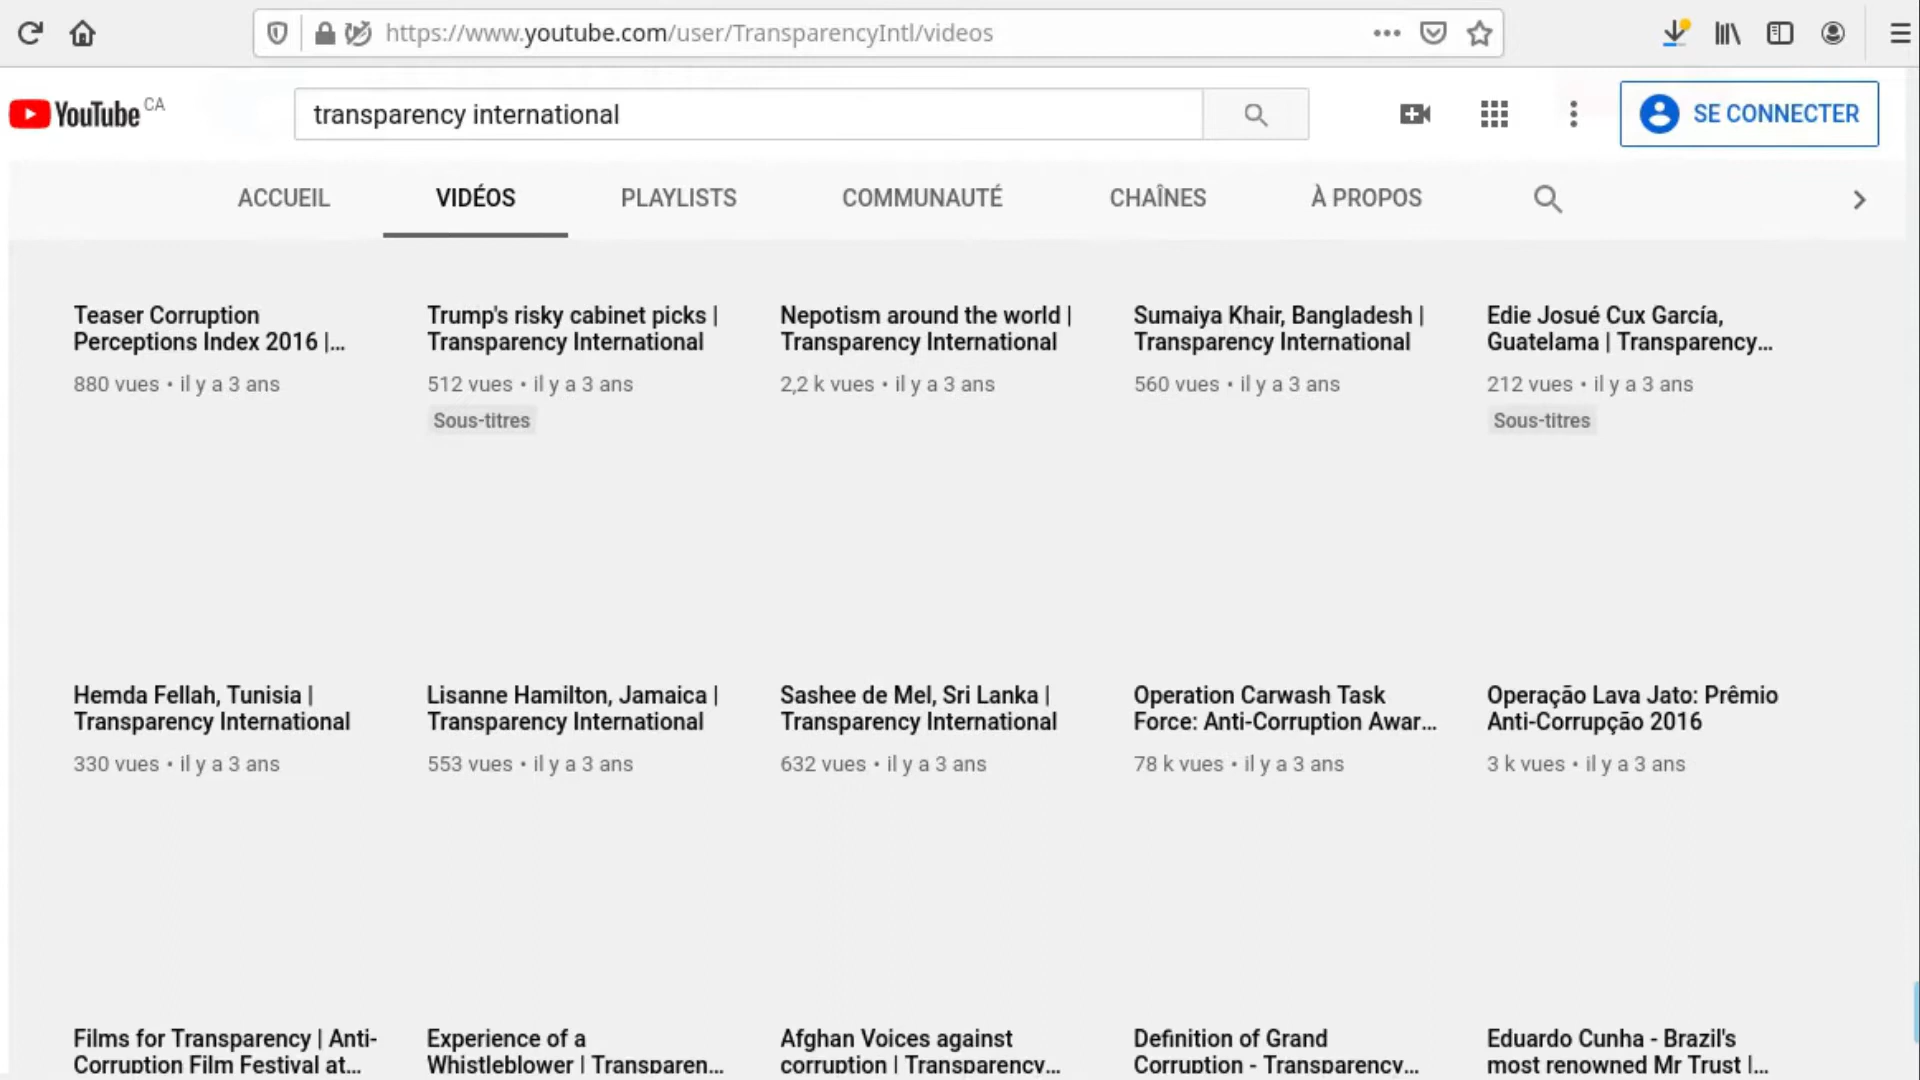 https://www.youtube.com/user/TransparencyIntl/videos
YouTube CA
transparency international
SE CONNECTER
ACCUEIL VIDÉOS PLAYLISTS COMMUNAUTÉ CHAÎNES À PROPOS
Teaser Corruption
Perceptions Index 2016 |...
880 vues • il y a 3 ans
Trump's risky cabinet picks |
Transparency International
512 vues • il y a 3 ans
Sous-titres
Nepotism around the world |
Transparency International
2,2 k vues • il y a 3 ans
Sumaiya Khair, Bangladesh |
Transparency International
560 vues • il y a 3 ans
Edie Josué Cux García,
Guatelama | Transparency...
212 vues • il y a 3 ans
Sous-titres
Hemda Fellah, Tunisia |
Transparency International
330 vues • il y a 3 ans
Lisanne Hamilton, Jamaica |
Transparency International
553 vues • il y a 3 ans
Sashee de Mel, Sri Lanka |
Transparency International
632 vues • il y a 3 ans
Operation Carwash Task
Force: Anti-Corruption Awar...
78 k vues • il y a 3 ans
Operação Lava Jato: Prêmio
Anti-Corrupção 2016
3 k vues • il y a 3 ans
Films for Transparency | Anti-
Corruption Film Festival at...
Experience of a
Whistleblower | Transparen...
Afghan Voices against
corruption | Transparency...
Definition of Grand
Corruption - Transparency...
Eduardo Cunha - Brazil's
most renowned Mr Trust |...